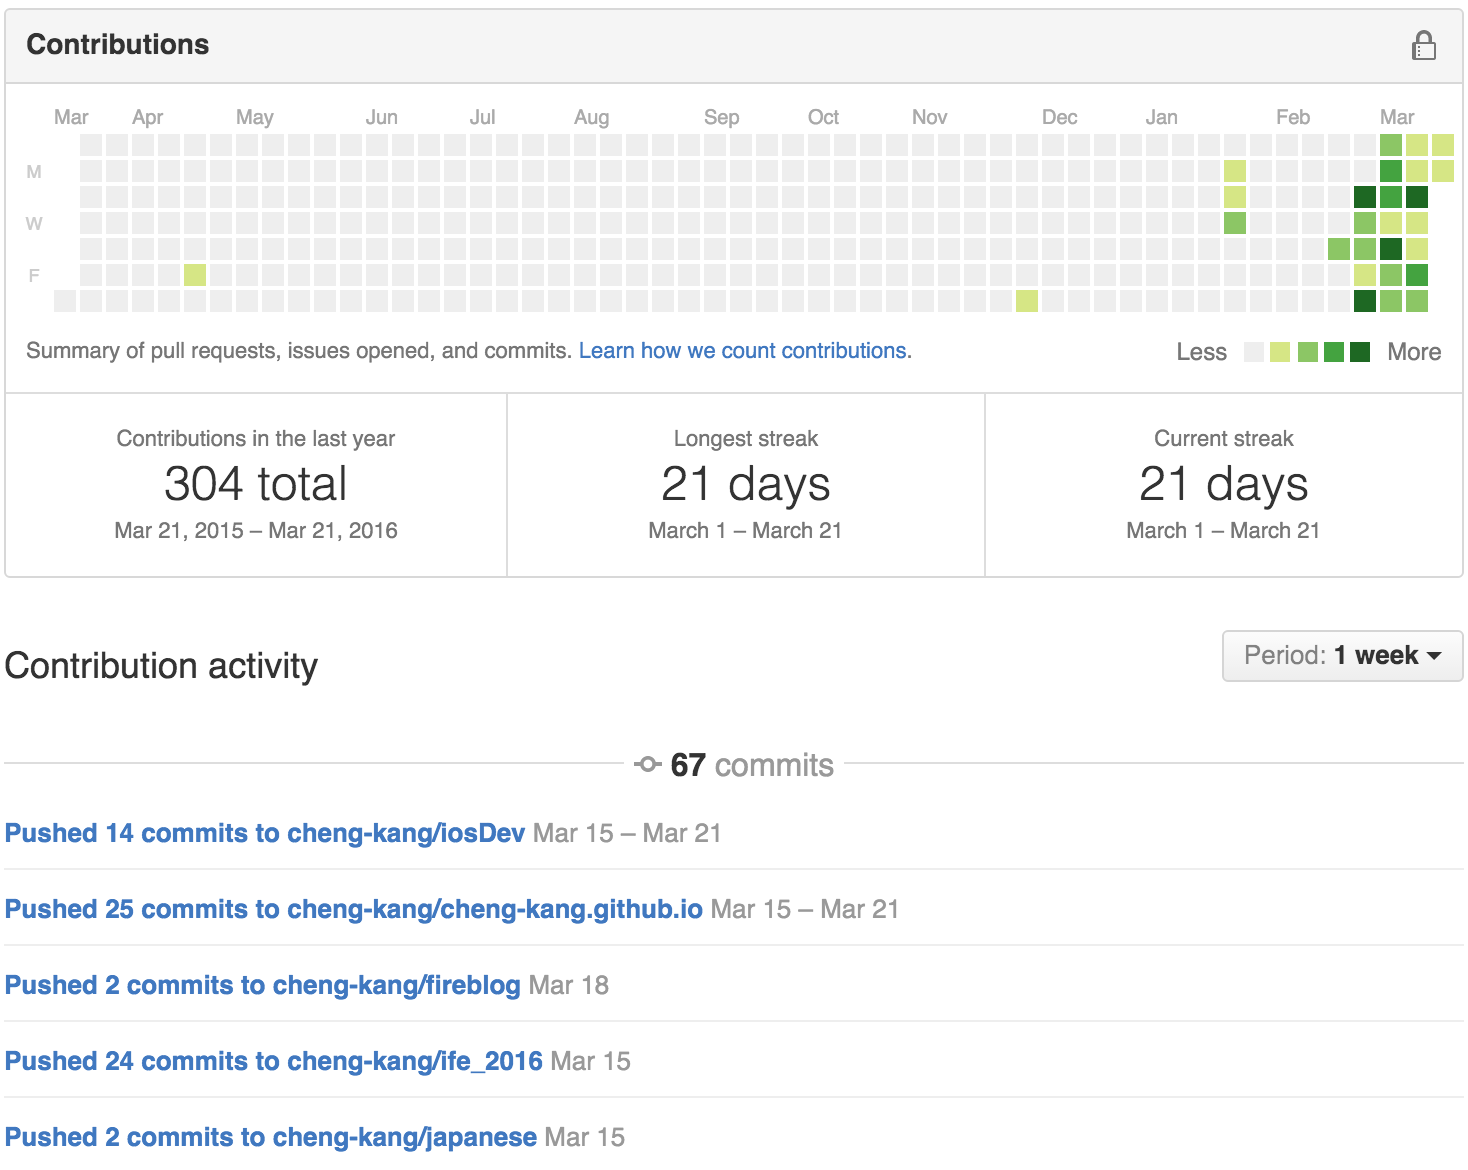 Contributions
Mar Apr May Jun Jul Aug Sep Oct Nov Dec Jan Feb Mar
M
W
F
Summary of pull requests, issues opened, and commits. Learn how we count contributions.
Less More
Contributions in the last year
304 total
Mar 21, 2015 – Mar 21, 2016
Longest streak
21 days
March 1 – March 21
Current streak
21 days
March 1 – March 21
Contribution activity
Period: 1 week
67 commits
Pushed 14 commits to cheng-kang/iosDev Mar 15 – Mar 21
Pushed 25 commits to cheng-kang/cheng-kang.github.io Mar 15 – Mar 21
Pushed 2 commits to cheng-kang/fireblog Mar 18
Pushed 24 commits to cheng-kang/ife_2016 Mar 15
Pushed 2 commits to cheng-kang/japanese Mar 15